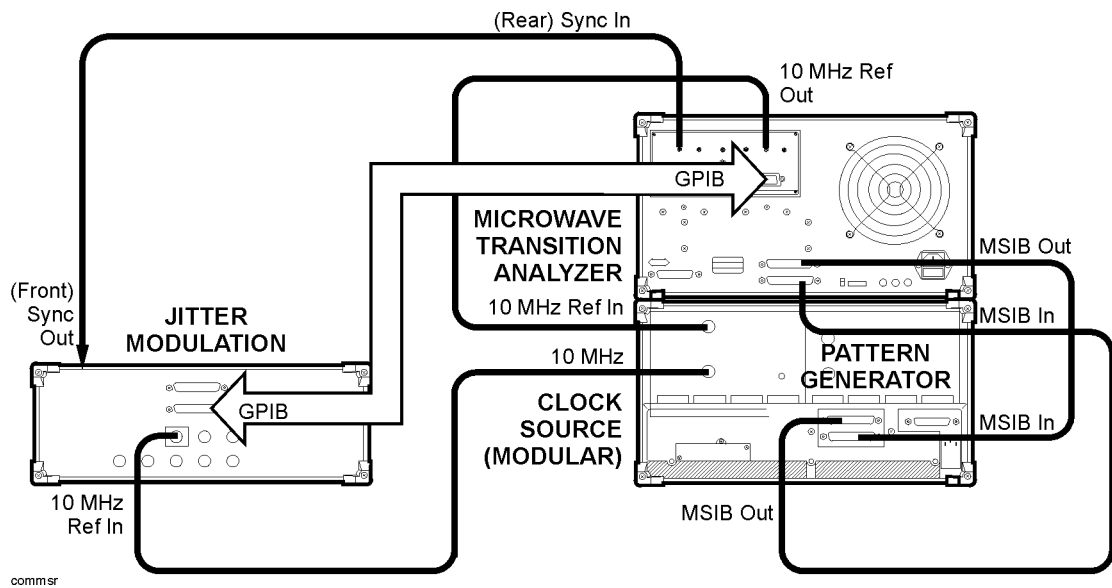 (Rear) Sync In
10 MHz Ref
Out
GPIB
MICROWAVE
TRANSITION
ANALYZER
MSIB Out
(Front)
Sync
Out
10 MHz Ref In
MSIB In
JITTER
MODULATION
10 MHz
PATTERN
GENERATOR
GPIB
CLOCK
SOURCE
(MODULAR)
MSIB In
10 MHz
Ref In
MSIB Out
commsr